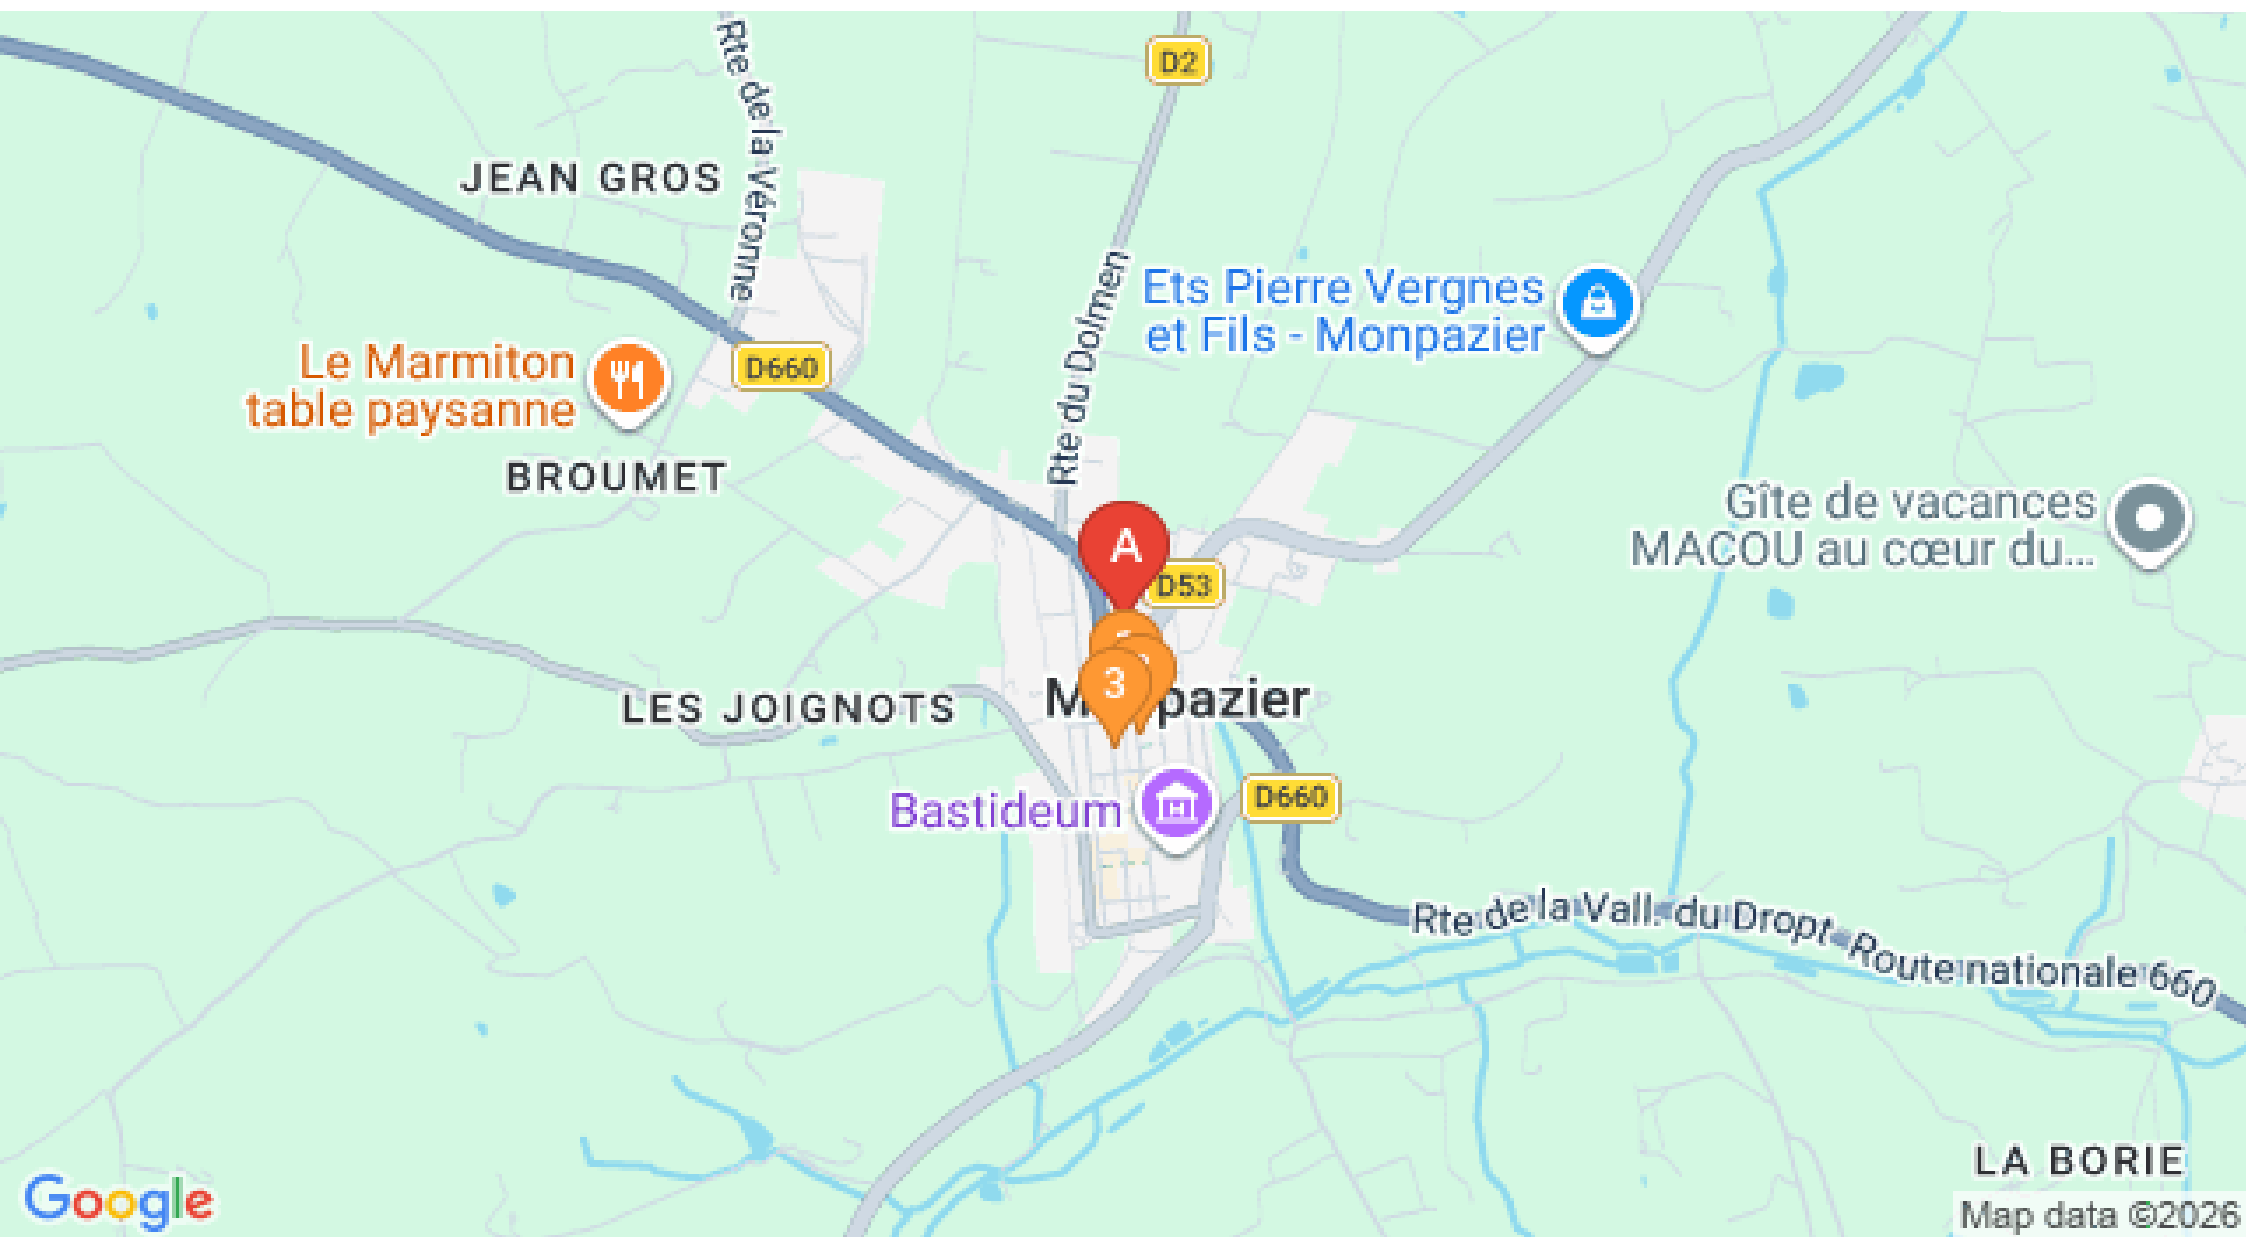 Rte de la Véronne
D2
JEAN GROS
Rte du Dolmen
Ets Pierre Vergnes
et Fils - Monpazier
Le Marmiton
table paysanne
D660
BROUMET
Gîte de vacances
MACOU au cœur du...
A
D53
3
LES JOIGNOTS
Bastideum
D660
Rte de la Vall. du Dropt
Route nationale 660
LA BORIE
Google
Map data ©2026